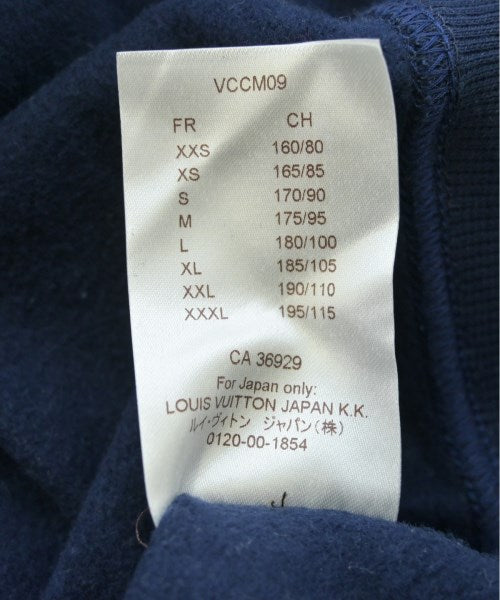 VCCM09
FR CH
XXS 160/80
XS 165/85
S 170/90
M 175/95
L 180/100
XL 185/105
XXL 190/110
XXXL 195/115
CA 36929
For Japan only:
LOUIS VUITTON JAPAN K.K.
ルイ・ヴィトン ジャパン(株)
0120-00-1854